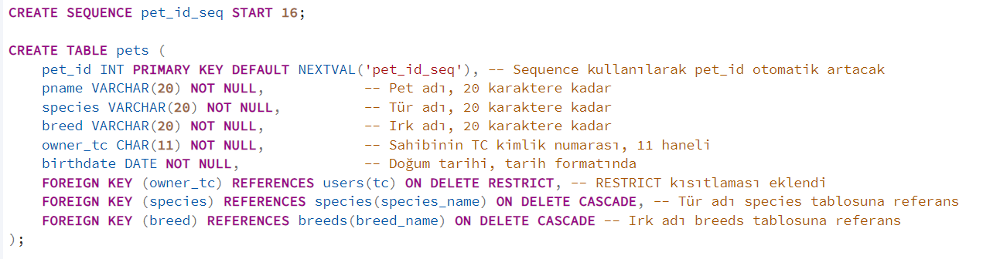 CREATE SEQUENCE pet_id_seq START 16;
CREATE TABLE pets (
pet_id INT PRIMARY KEY DEFAULT NEXTVAL('pet_id_seq'), -- Sequence kullanılarak pet_id otomatik artacak
pname VARCHAR(20) NOT NULL, -- Pet adı, 20 karaktere kadar
species VARCHAR(20) NOT NULL, -- Tür adı, 20 karaktere kadar
breed VARCHAR(20) NOT NULL, -- Irk adı, 20 karaktere kadar
owner_tc CHAR(11) NOT NULL, -- Sahibinin TC kimlik numarası, 11 haneli
birthdate DATE NOT NULL, -- Doğum tarihi, tarih formatında
FOREIGN KEY (owner_tc) REFERENCES users(tc) ON DELETE RESTRICT, -- RESTRICT kısıtlaması eklendi
FOREIGN KEY (species) REFERENCES species(species_name) ON DELETE CASCADE, -- Tür adı species tablosuna referans
FOREIGN KEY (breed) REFERENCES breeds(breed_name) ON DELETE CASCADE -- Irk adı breeds tablosuna referans
);